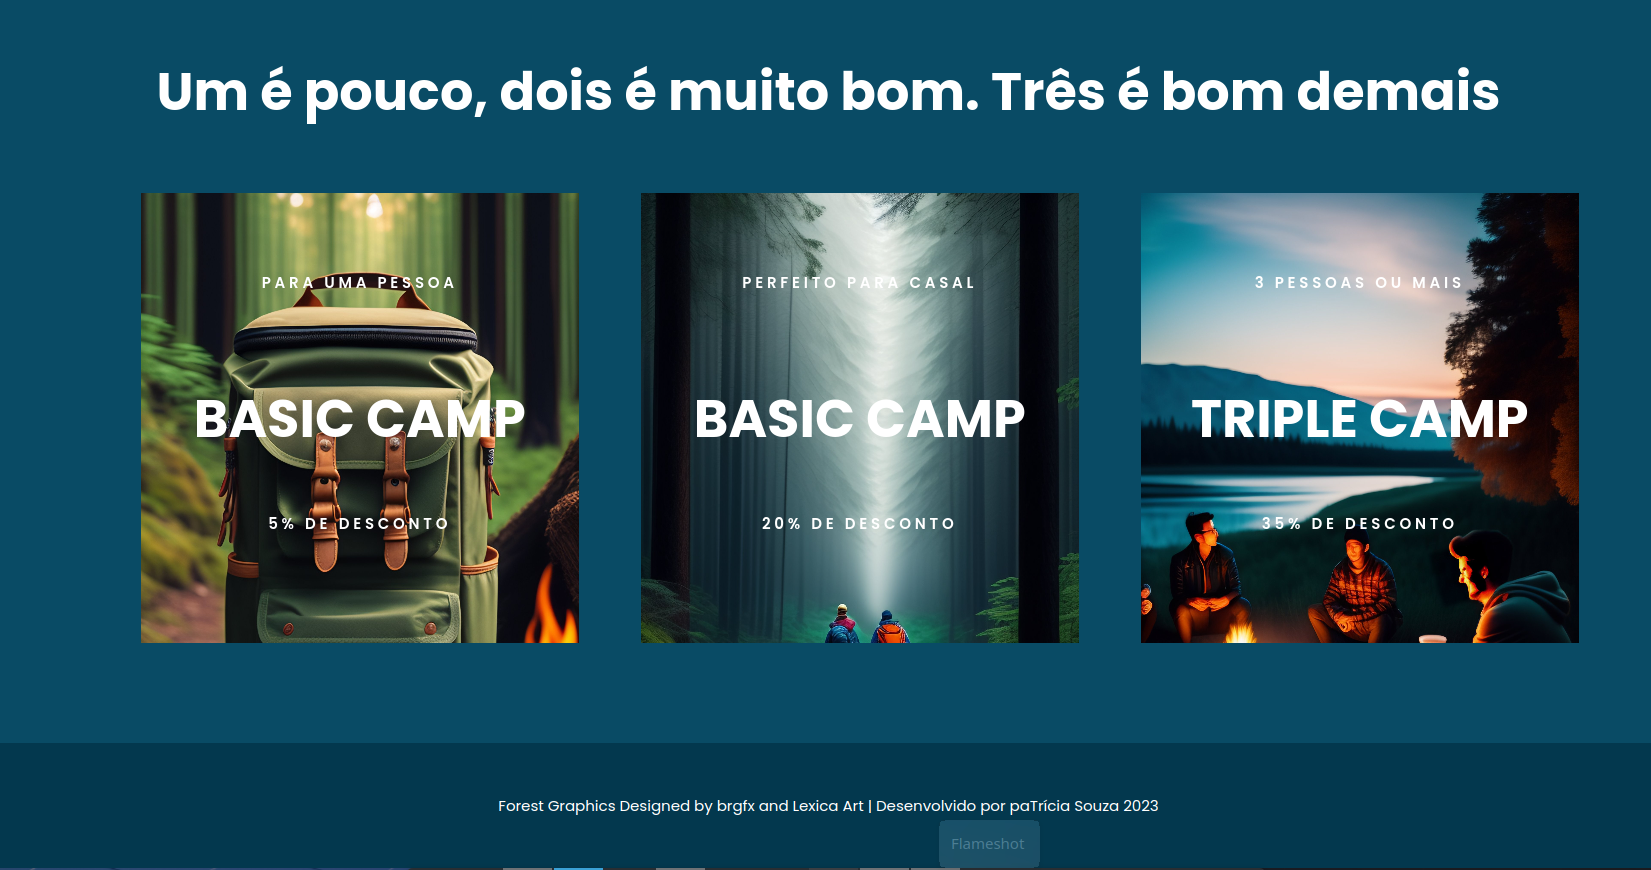 Um é pouco, dois é muito bom. Três é bom demais
PARA UMA PESSOA
BASIC CAMP
5% DE DESCONTO
PERFEITO PARA CASAL
BASIC CAMP
20% DE DESCONTO
3 PESSOAS OU MAIS
TRIPLE CAMP
35% DE DESCONTO
Forest Graphics Designed by brgfx and Lexica Art | Desenvolvido por paTrícia Souza 2023
Flameshot